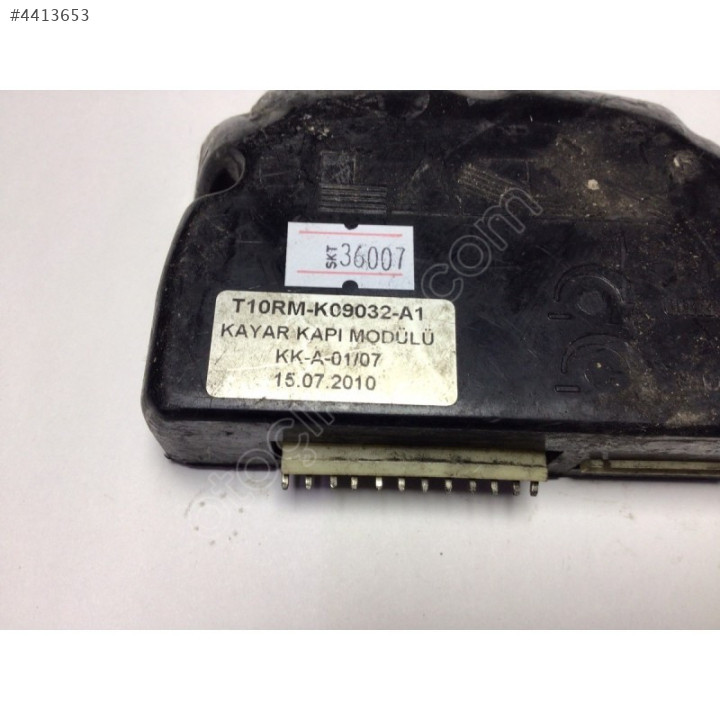 #4413653
SKT 36007
T10RM-K09032-A1
KAYAR KAPI MODÜLÜ
KK-A-01/07
15.07.2010